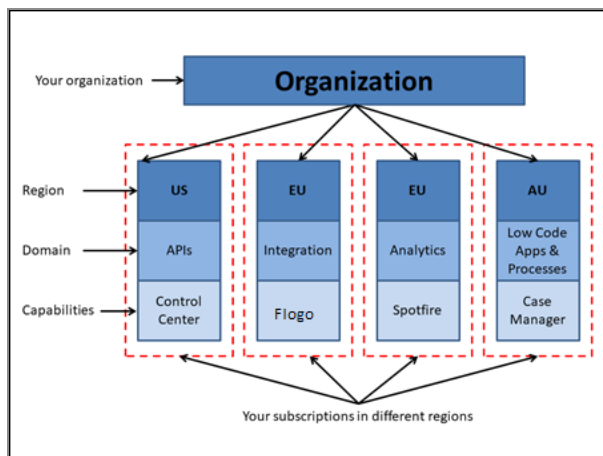 Your organization
Organization
Region
US
EU
EU
AU
Domain
APIs
Integration
Analytics
Low Code
Apps &
Processes
Capabilities
Control
Center
Flogo
Spotfire
Case
Manager
Your subscriptions in different regions